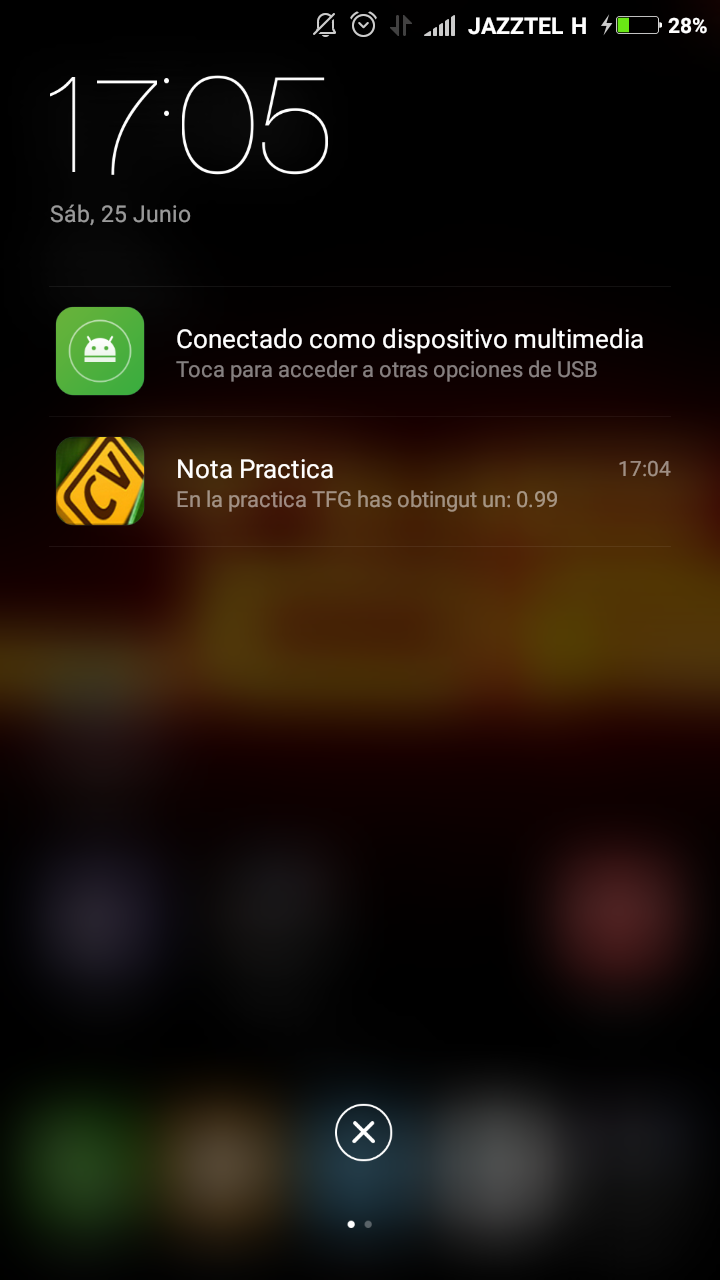 JAZZTEL H 28%
17:05
Sáb, 25 Junio
Conectado como dispositivo multimedia
Toca para acceder a otras opciones de USB
CV
Nota Practica 17:04
En la practica TFG has obtingut un: 0.99